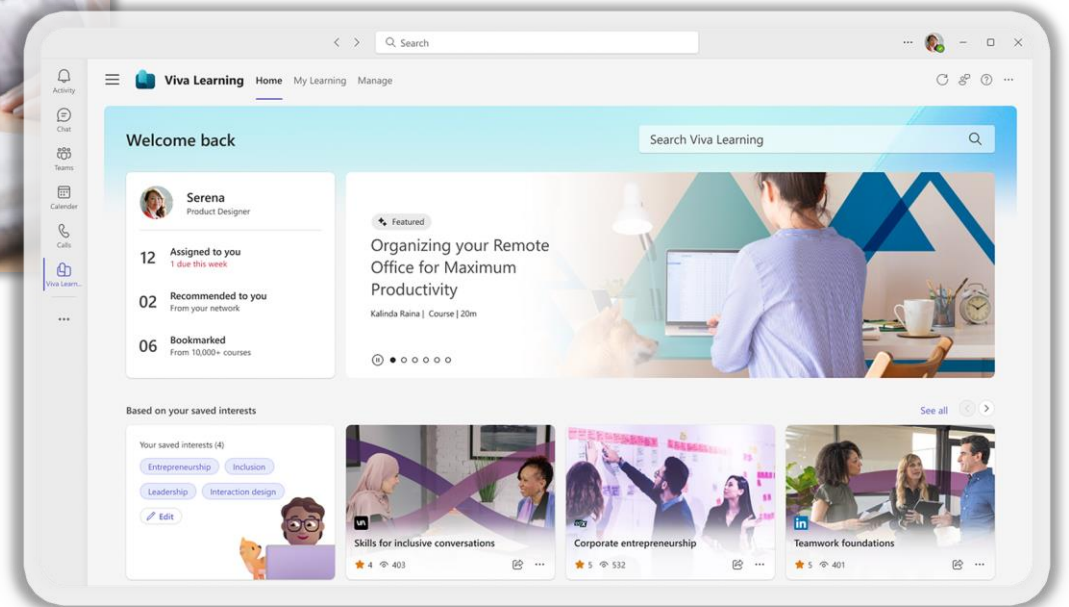 Search
Activity
Chat
Teams
Calender
Calls
Viva Learn...
Viva Learning Home My Learning Manage
Welcome back
Search Viva Learning
Serena
Product Designer
12 Assigned to you
1 due this week
02 Recommended to you
From your network
06 Bookmarked
From 10,000+ courses
Featured
Organizing your Remote
Office for Maximum
Productivity
Kalinda Raina | Course | 20m
Based on your saved interests
See all
Your saved interests (4)
Entrepreneurship Inclusion
Leadership Interaction design
Edit
Skills for inclusive conversations
4 403
Corporate entrepreneurship
5 532
in
Teamwork foundations
5 401